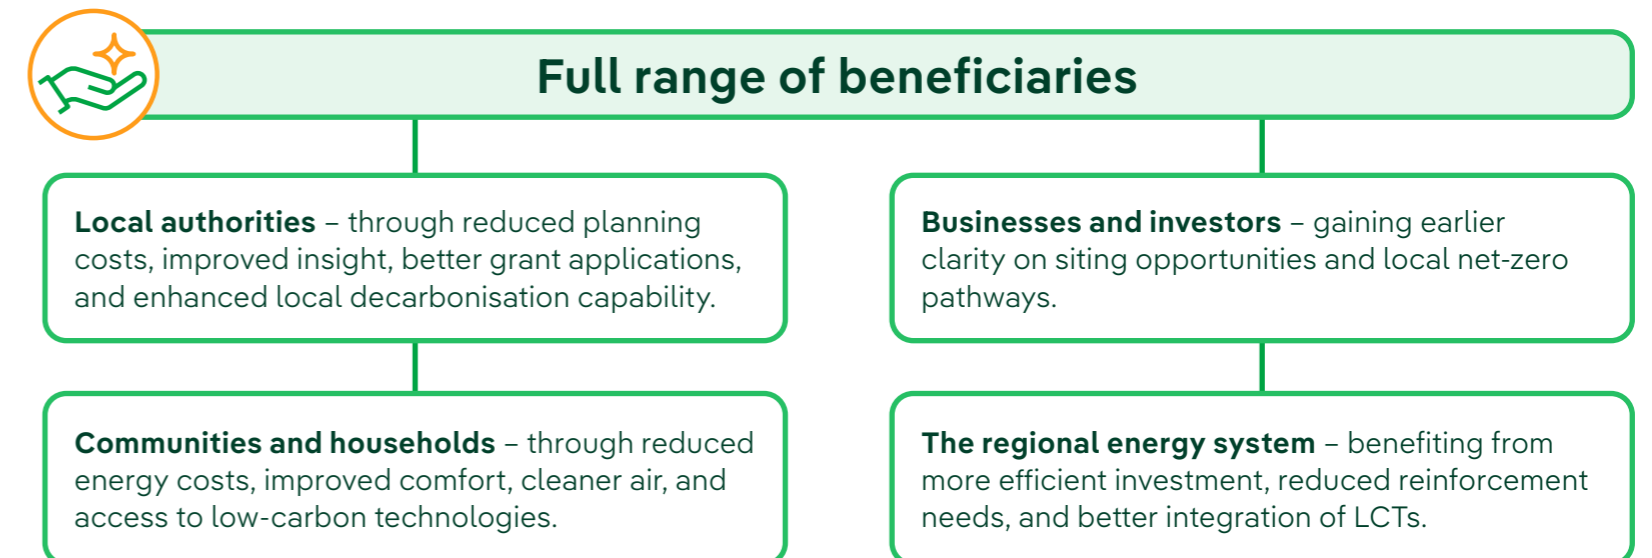 Full range of beneficiaries
Local authorities – through reduced planning
costs, improved insight, better grant applications,
and enhanced local decarbonisation capability.
Businesses and investors – gaining earlier
clarity on siting opportunities and local net-zero
pathways.
Communities and households – through reduced
energy costs, improved comfort, cleaner air, and
access to low-carbon technologies.
The regional energy system – benefiting from
more efficient investment, reduced reinforcement
needs, and better integration of LCTs.